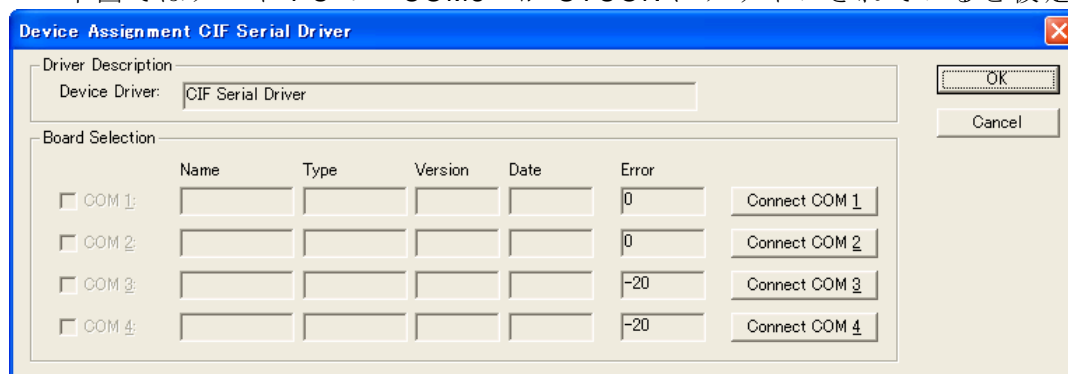 Device Assignment CIF Serial Driver
Driver Description
Device Driver: CIF Serial Driver
OK
Cancel
Board Selection
Name Type Version Date Error
COM 1: 0 Connect COM 1
COM 2: 0 Connect COM 2
COM 3: -20 Connect COM 3
COM 4: -20 Connect COM 4